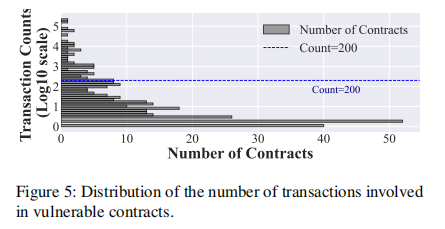 Transaction Counts
(Log10 scale)
5
4
3
2
1
0
Number of Contracts
Count=200
Count=200
0
10
20
30
40
50
Number of Contracts
Figure 5: Distribution of the number of transactions involved
in vulnerable contracts.